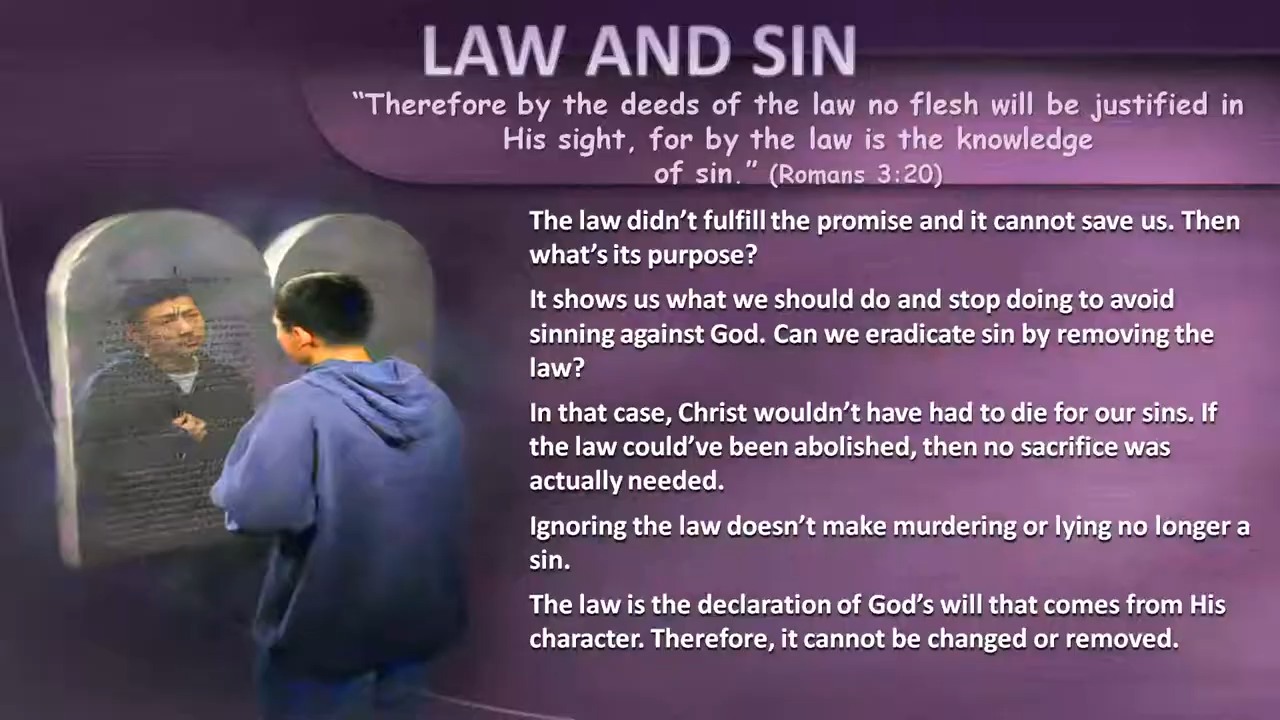 LAW AND SIN
“Therefore by the deeds of the law no flesh will be justified in
His sight, for by the law is the knowledge
of sin.” (Romans 3:20)
The law didn’t fulfill the promise and it cannot save us. Then
what’s its purpose?
It shows us what we should do and stop doing to avoid
sinning against God. Can we eradicate sin by removing the
law?
In that case, Christ wouldn’t have had to die for our sins. If
the law could’ve been abolished, then no sacrifice was
actually needed.
Ignoring the law doesn’t make murdering or lying no longer a
sin.
The law is the declaration of God’s will that comes from His
character. Therefore, it cannot be changed or removed.